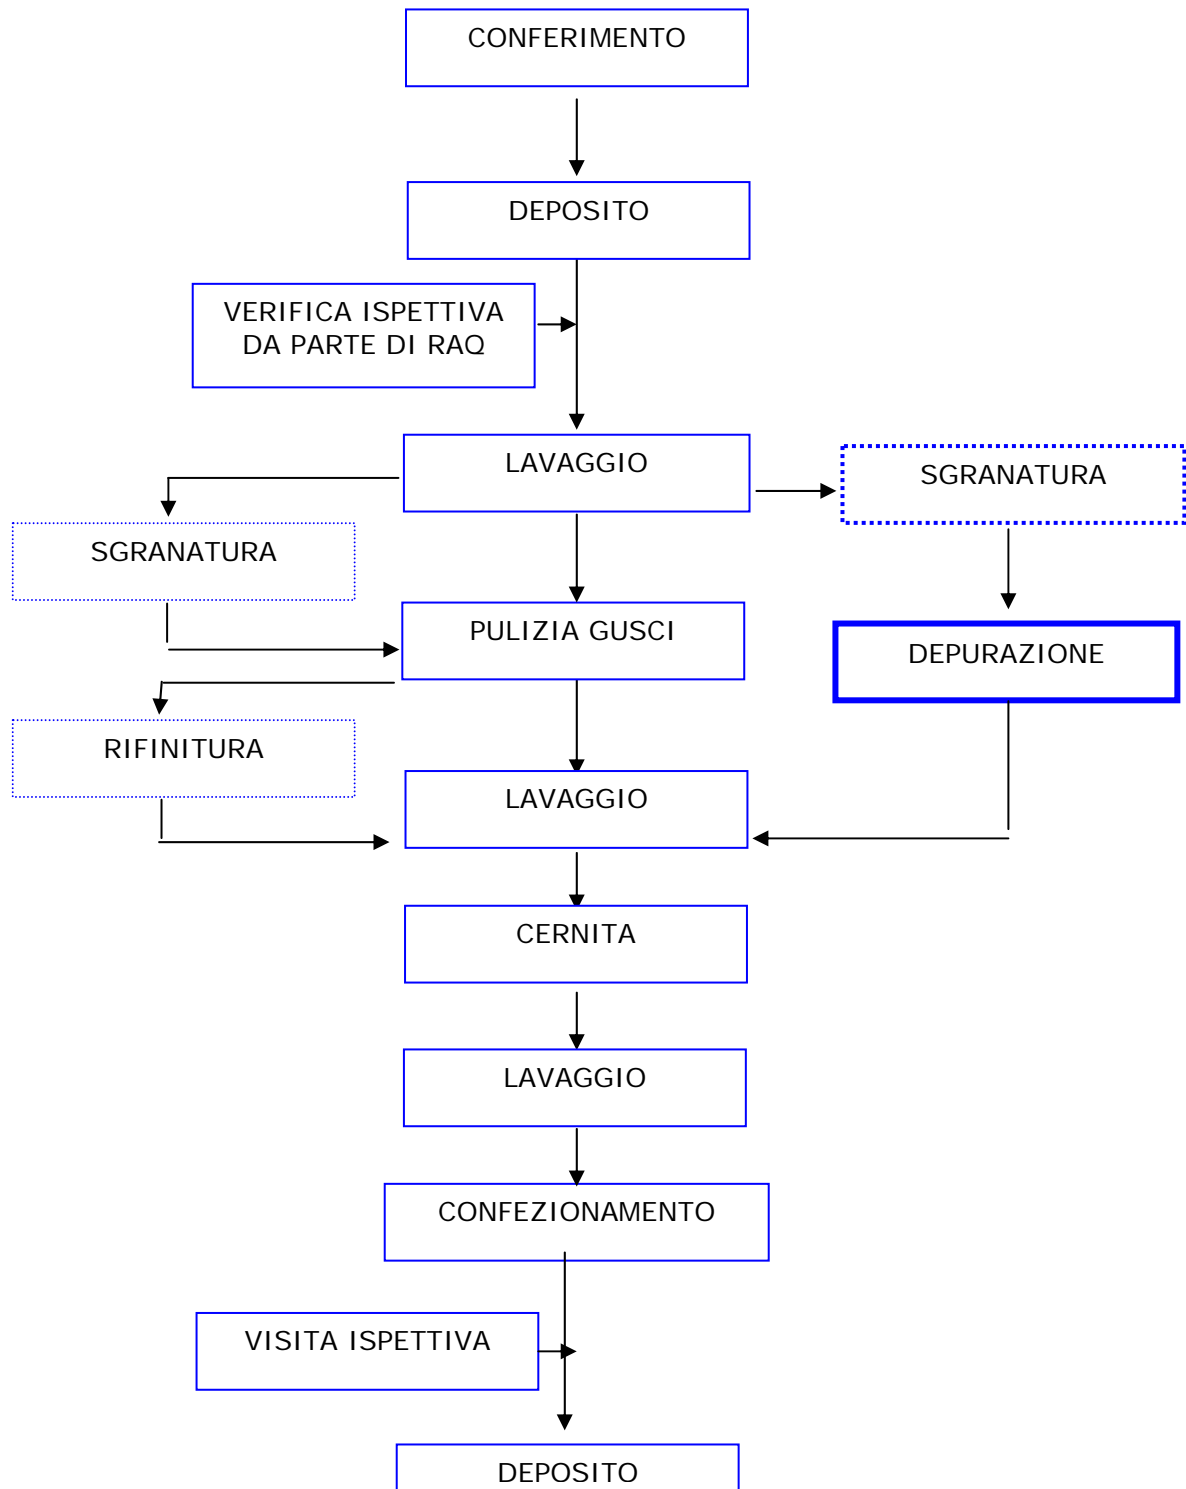 CONFERIMENTO
DEPOSITO
VERIFICA ISPETTIVA
DA PARTE DI RAQ
LAVAGGIO
SGRANATURA
SGRANATURA
PULIZIA GUSCI
DEPURAZIONE
RIFINITURA
LAVAGGIO
CERNITA
LAVAGGIO
CONFEZIONAMENTO
VISITA ISPETTIVA
DEPOSITO